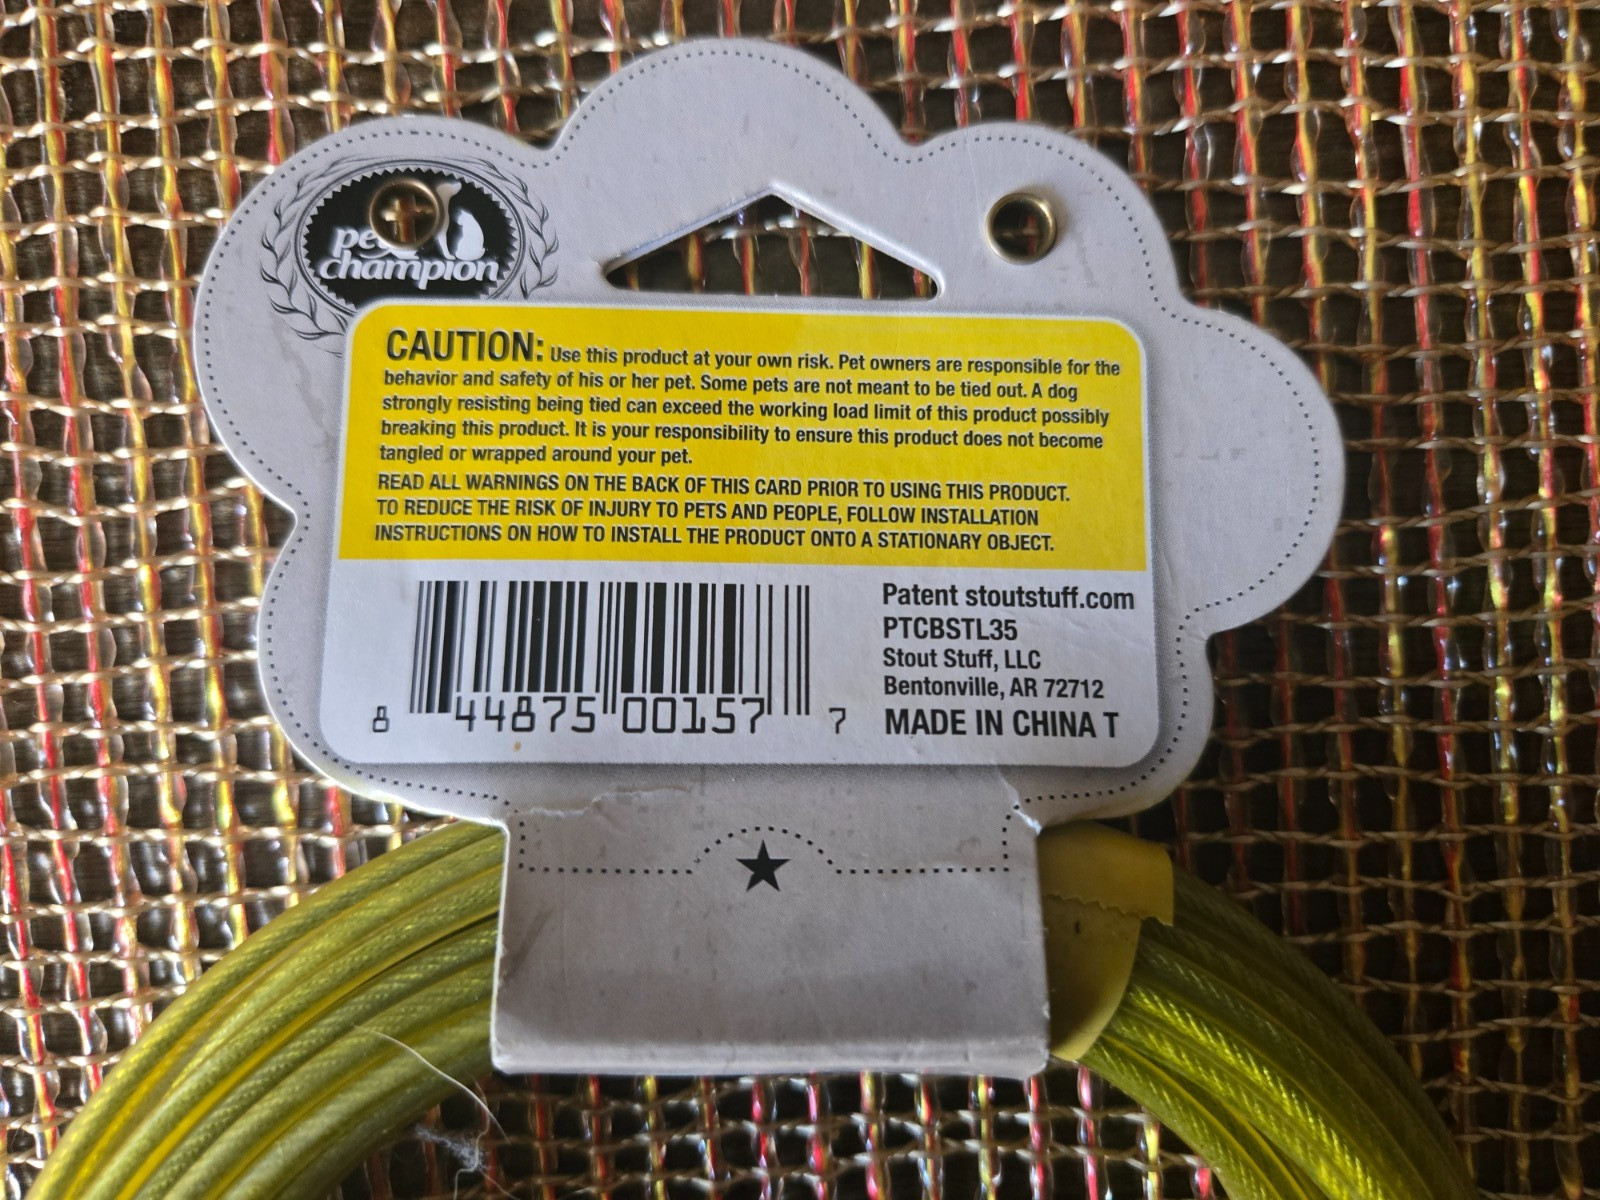 pet
champion
CAUTION: Use this product at your own risk. Pet owners are responsible for the
behavior and safety of his or her pet. Some pets are not meant to be tied out. A dog
strongly resisting being tied can exceed the working load limit of this product possibly
breaking this product. It is your responsibility to ensure this product does not become
tangled or wrapped around your pet.
READ ALL WARNINGS ON THE BACK OF THIS CARD PRIOR TO USING THIS PRODUCT.
TO REDUCE THE RISK OF INJURY TO PETS AND PEOPLE, FOLLOW INSTALLATION
INSTRUCTIONS ON HOW TO INSTALL THE PRODUCT ONTO A STATIONARY OBJECT.
8 44875 00157 7
Patent stoutstuff.com
PTCBSTL35
Stout Stuff, LLC
Bentonville, AR 72712
MADE IN CHINA T